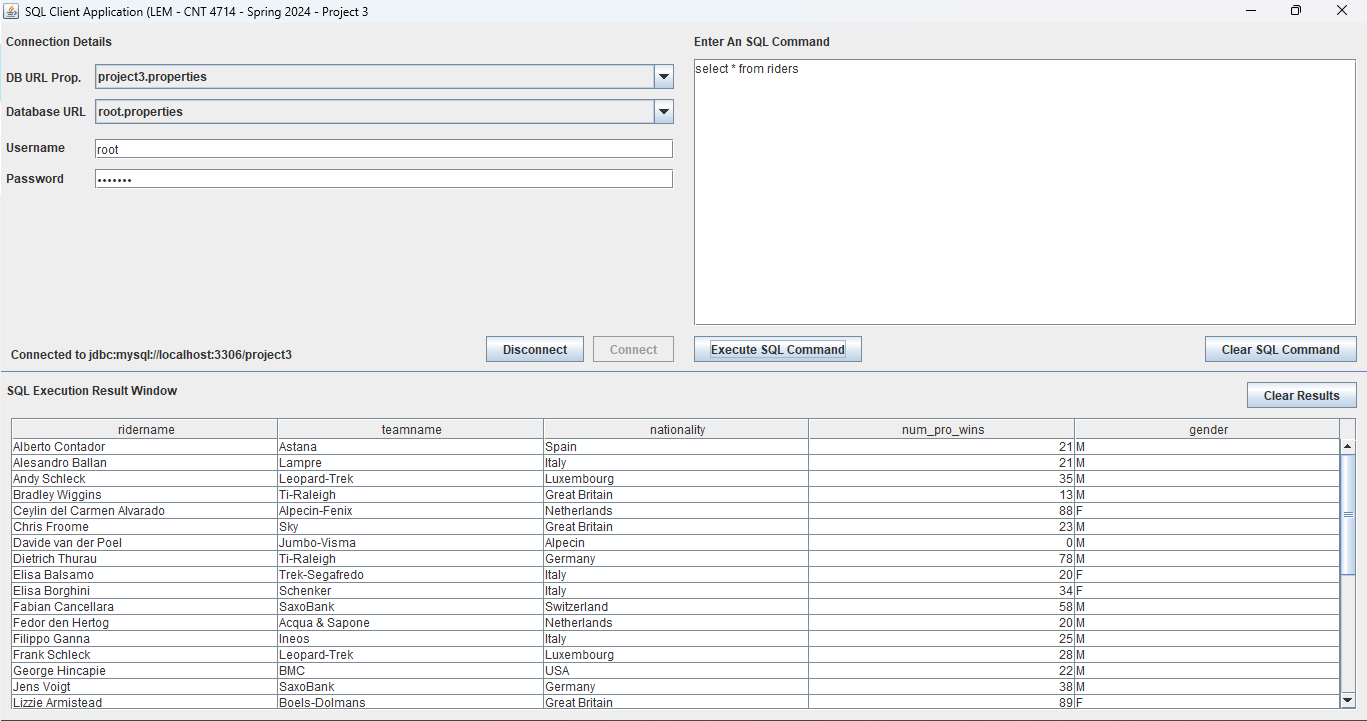 SQL Client Application (LEM - CNT 4714 - Spring 2024 - Project 3
Connection Details
DB URL Prop. project3.properties
Database URL root.properties
Username root
Password •••••••
Connected to jdbc:mysql://localhost:3306/project3 Disconnect Connect
Enter An SQL Command
select * from riders
Execute SQL Command Clear SQL Command
SQL Execution Result Window
Clear Results
ridername teamname nationality num_pro_wins gender
Alberto Contador Astana Spain 21 M
Alesandro Ballan Lampre Italy 21 M
Andy Schleck Leopard-Trek Luxembourg 35 M
Bradley Wiggins Ti-Raleigh Great Britain 13 M
Ceylin del Carmen Alvarado Alpecin-Fenix Netherlands 88 F
Chris Froome Sky Great Britain 23 M
Davide van der Poel Jumbo-Visma Alpecin 0 M
Dietrich Thurau Ti-Raleigh Germany 78 M
Elisa Balsamo Trek-Segafredo Italy 20 F
Elisa Borghini Schenker Italy 34 F
Fabian Cancellara SaxoBank Switzerland 58 M
Fedor den Hertog Acqua & Sapone Netherlands 20 M
Filippo Ganna Ineos Italy 25 M
Frank Schleck Leopard-Trek Luxembourg 28 M
George Hincapie BMC USA 22 M
Jens Voigt SaxoBank Germany 38 M
Lizzie Armistead Boels-Dolmans Great Britain 89 F